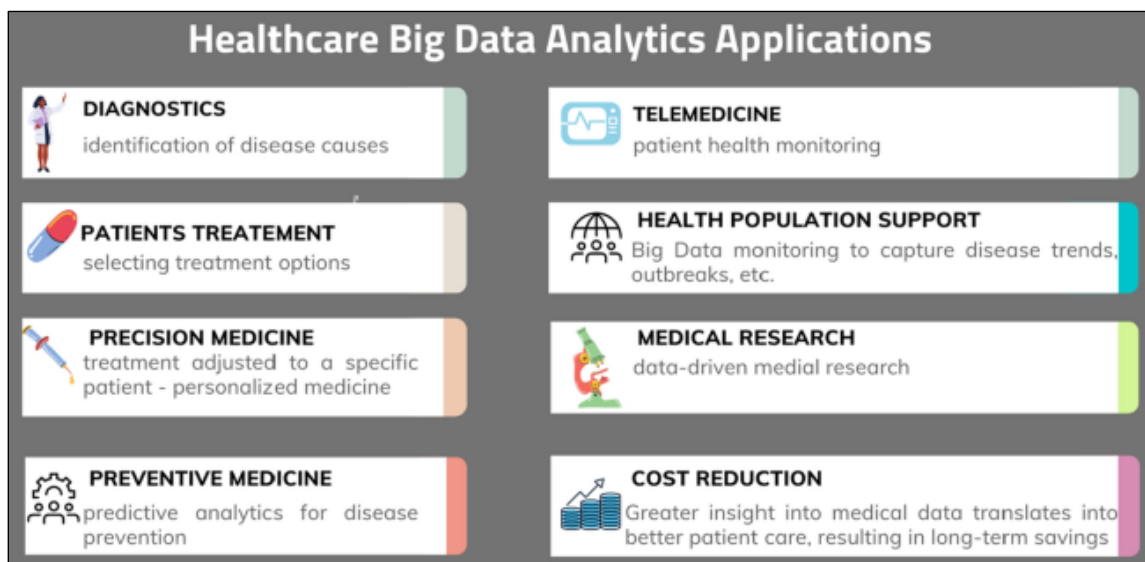 Healthcare Big Data Analytics Applications
DIAGNOSTICS
identification of disease causes
PATIENTS TREATEMENT
selecting treatment options
PRECISION MEDICINE
treatment adjusted to a specific
patient - personalized medicine
PREVENTIVE MEDICINE
predictive analytics for disease
prevention
TELEMEDICINE
patient health monitoring
HEALTH POPULATION SUPPORT
Big Data monitoring to capture disease trends,
outbreaks, etc.
MEDICAL RESEARCH
data-driven medial research
COST REDUCTION
Greater insight into medical data translates into
better patient care, resulting in long-term savings